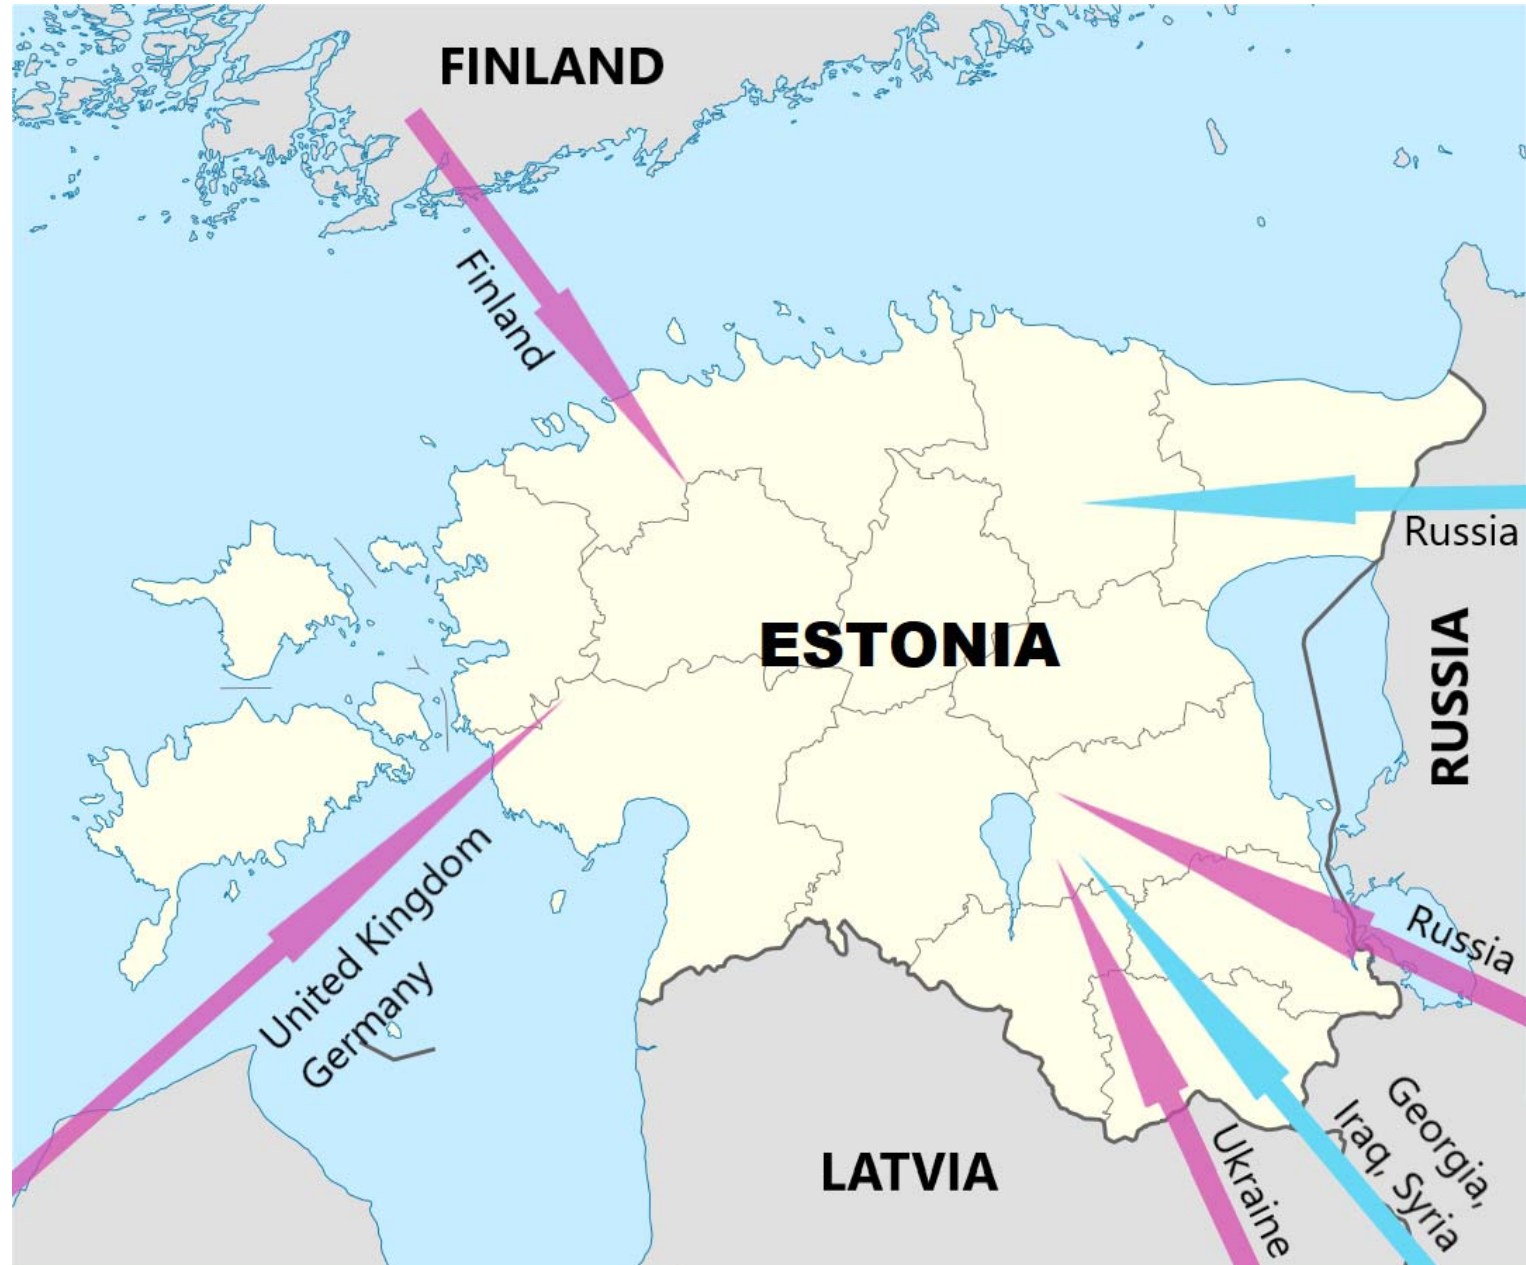 FINLAND
Finland
Russia
ESTONIA
RUSSIA
United Kingdom
Germany
Russia
Georgia,
Iraq, Syria
Ukraine
LATVIA